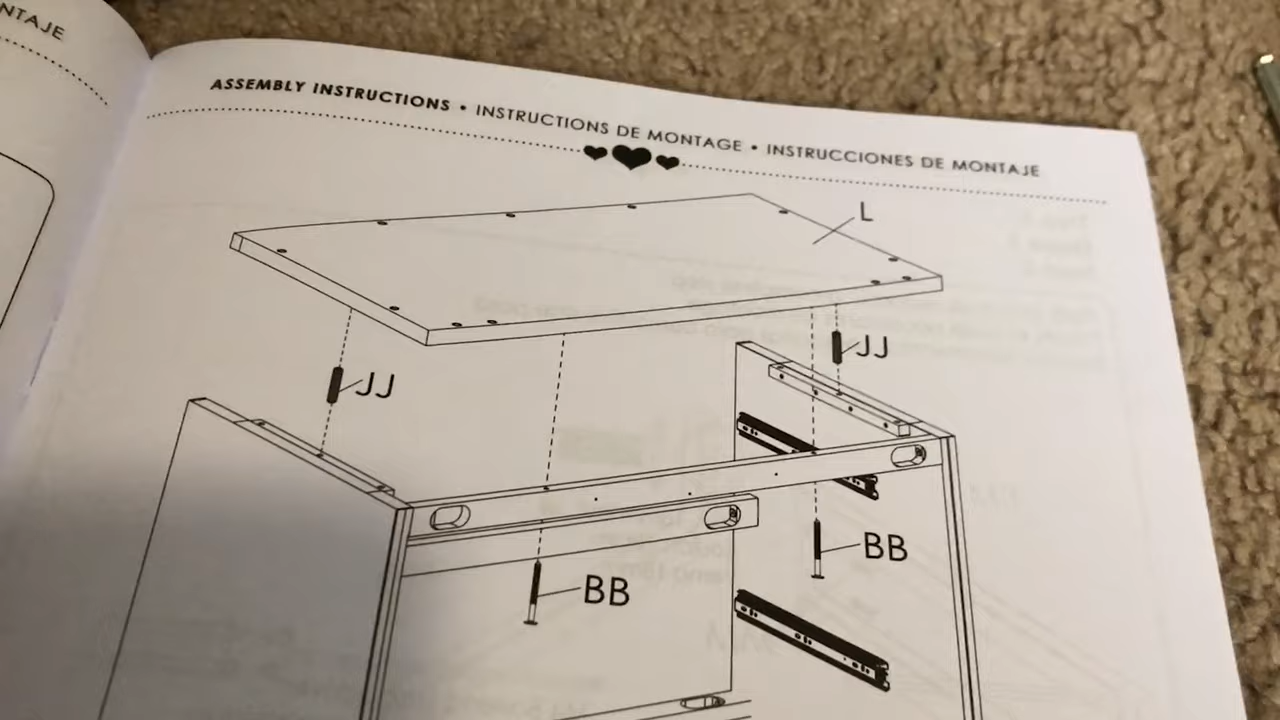 NTAJE
ASSEMBLY INSTRUCTIONS • INSTRUCTIONS DE MONTAGE • INSTRUCCIONES DE MONTAJE
L
JJ
JJ
BB
BB